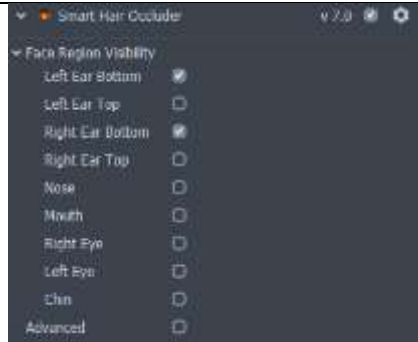 Smart Hair Occluder v 7.0
Face Region Visibility
Left Ear Bottom
Left Ear Top
Right Ear Bottom
Right Ear Top
Nose
Mouth
Right Eye
Left Eye
Chin
Advanced